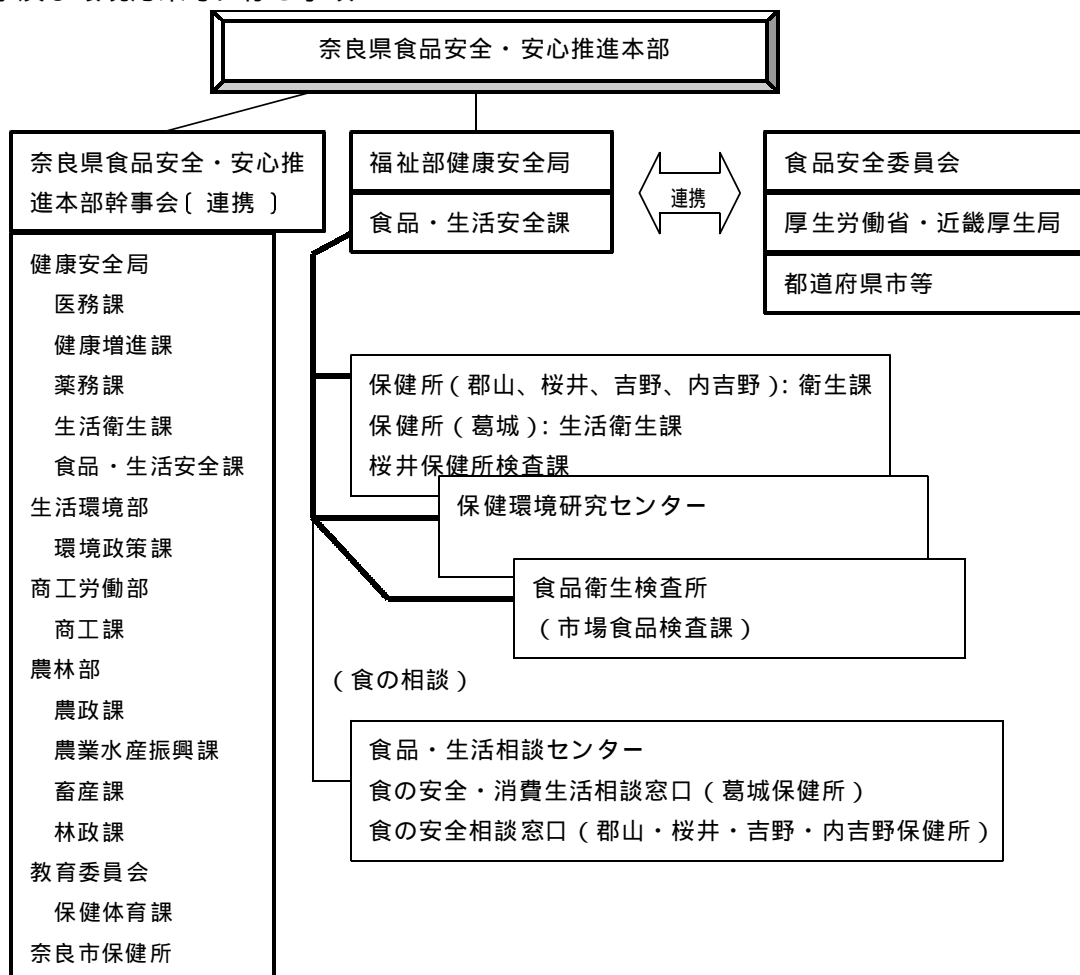 奈良県食品安全・安心推進本部
奈良県食品安全・安心推
進本部幹事会〔 連携 〕
健康安全局
医務課
健康増進課
薬務課
生活衛生課
食品・生活安全課
生活環境部
環境政策課
商工労働部
商工課
農林部
農政課
農業水産振興課
畜産課
林政課
教育委員会
保健体育課
奈良市保健所
福祉部健康安全局
食品・生活安全課
連携
食品安全委員会
厚生労働省・近畿厚生局
都道府県市等
保健所（郡山、桜井、吉野、内吉野）: 衛生課
保健所（葛城）: 生活衛生課
桜井保健所検査課
保健環境研究センター
食品衛生検査所
（市場食品検査課）
（食の相談）
食品・生活相談センター
食の安全・消費生活相談窓口（葛城保健所）
食の安全相談窓口（郡山・桜井・吉野・内吉野保健所）